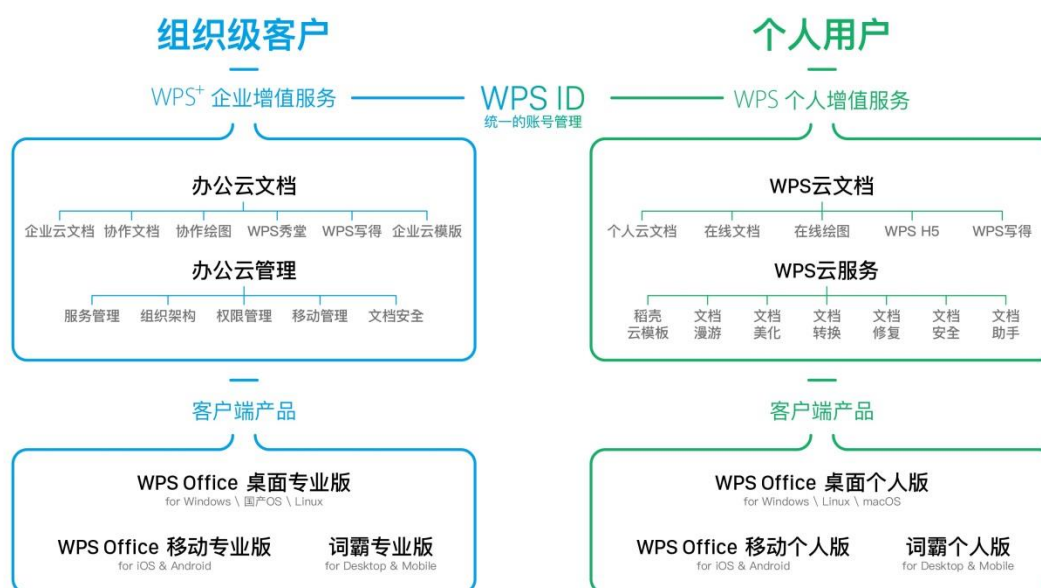 组织级客户
个人用户
WPS+ 企业增值服务
WPS ID
统一的账号管理
WPS 个人增值服务
办公云文档
企业云文档 协作文档 协作绘图 WPS秀堂 WPS写得 企业云模版
办公云管理
服务管理 组织架构 权限管理 移动管理 文档安全
WPS云文档
个人云文档 在线文档 在线绘图 WPS H5 WPS写得
WPS云服务
稻壳 文档 文档 文档 文档 文档 文档
云模板 漫游 美化 转换 修复 安全 助手
客户端产品
WPS Office 桌面专业版
for Windows \ 国产OS \ Linux
WPS Office 移动专业版 词霸专业版
for iOS & Android for Desktop & Mobile
客户端产品
WPS Office 桌面个人版
for Windows \ Linux \ macOS
WPS Office 移动个人版 词霸个人版
for iOS & Android for Desktop & Mobile